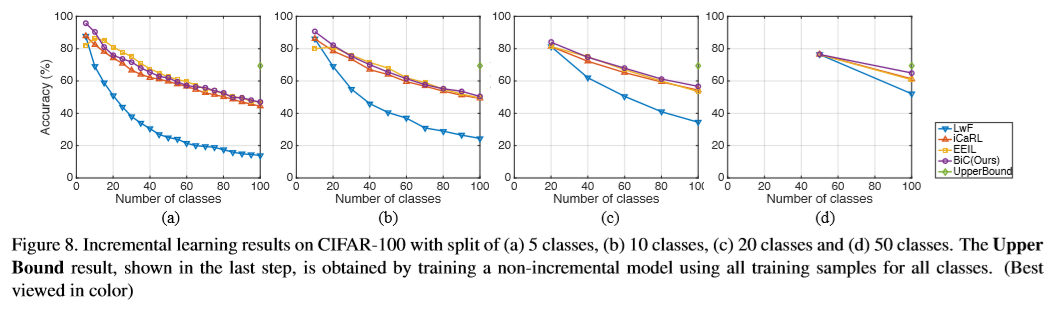 Accuracy (%)
100
80
60
40
20
0
0 20 40 60 80 100
Number of classes
(a)
100
80
60
40
20
0
0 20 40 60 80 100
Number of classes
(b)
100
80
60
40
20
0
0 20 40 60 80 100
Number of classes
(c)
100
80
60
40
20
0
0 20 40 60 80 100
Number of classes
(d)
LwF
iCaRL
EEIL
BiC(Ours)
UpperBound
Figure 8. Incremental learning results on CIFAR-100 with split of (a) 5 classes, (b) 10 classes, (c) 20 classes and (d) 50 classes. The Upper
Bound result, shown in the last step, is obtained by training a non-incremental model using all training samples for all classes. (Best
viewed in color)